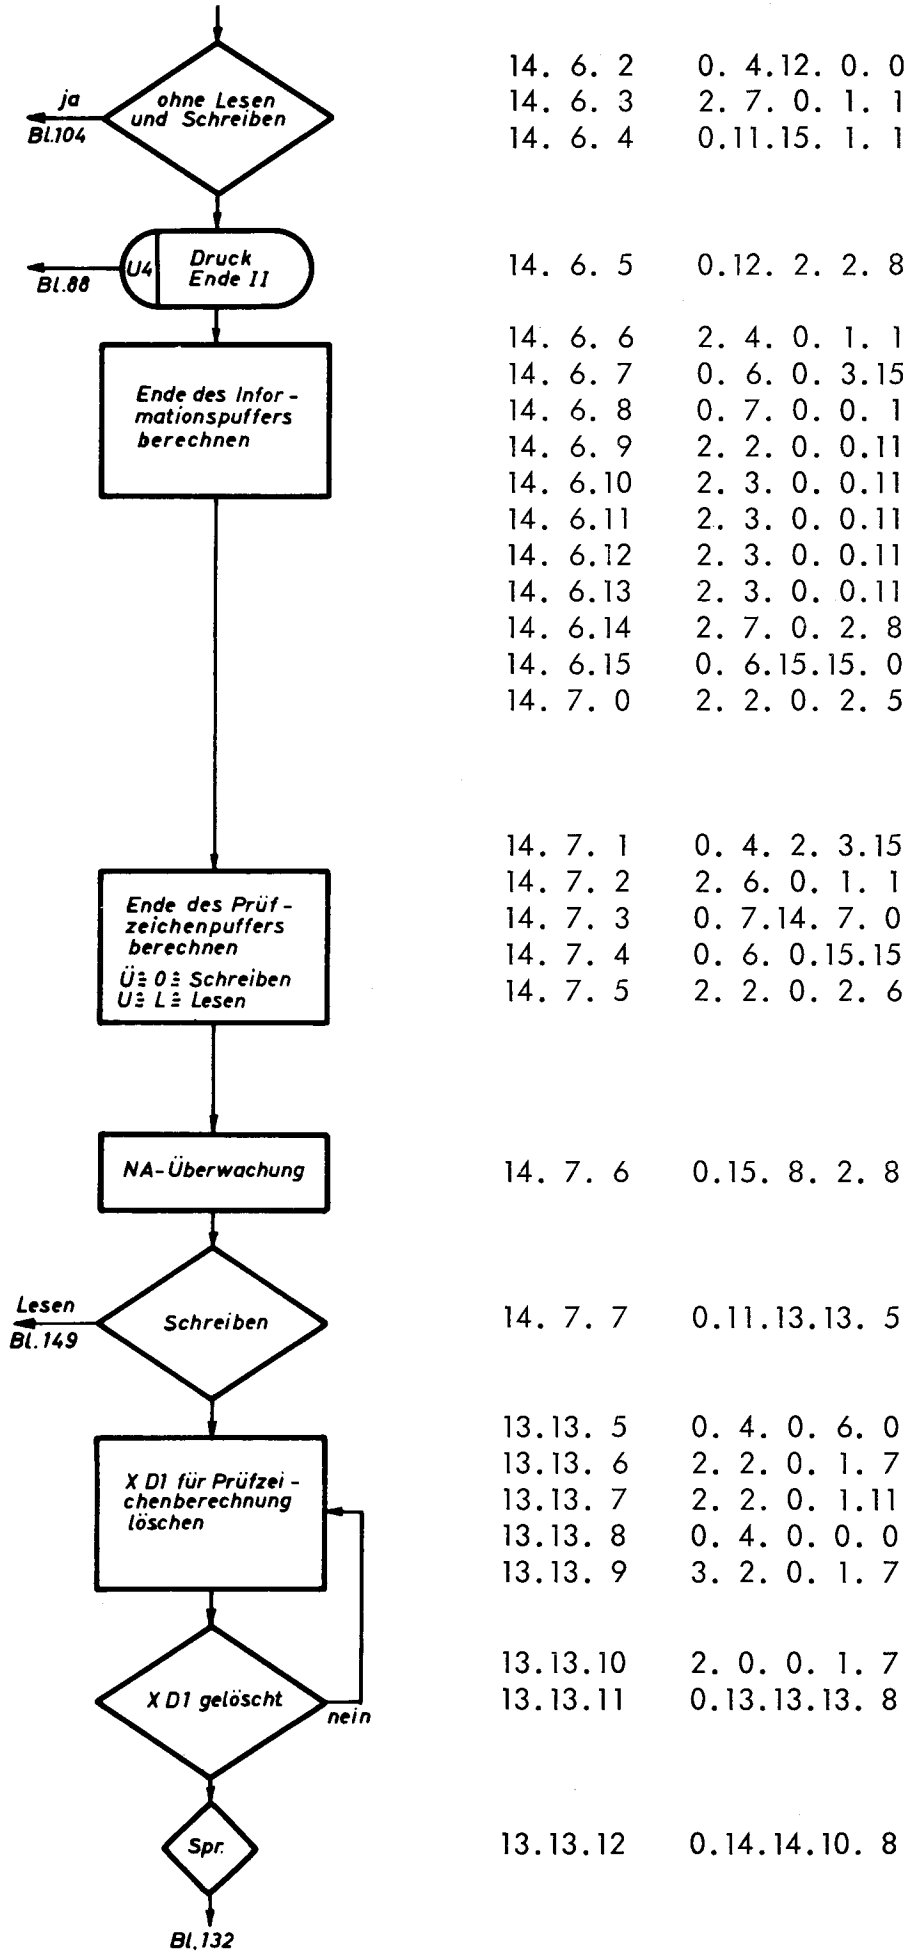 ja
Bl.104
ohne Lesen
und Schreiben
14. 6. 2 0. 4.12. 0. 0
14. 6. 3 2. 7. 0. 1. 1
14. 6. 4 0.11.15. 1. 1
Bl.88
U4
Druck
Ende II
14. 6. 5 0.12. 2. 2. 8
Ende des Infor-
mationspuffers
berechnen
14. 6. 6 2. 4. 0. 1. 1
14. 6. 7 0. 6. 0. 3.15
14. 6. 8 0. 7. 0. 0. 1
14. 6. 9 2. 2. 0. 0.11
14. 6.10 2. 3. 0. 0.11
14. 6.11 2. 3. 0. 0.11
14. 6.12 2. 3. 0. 0.11
14. 6.13 2. 3. 0. 0.11
14. 6.14 2. 7. 0. 2. 8
14. 6.15 0. 6.15.15. 0
14. 7. 0 2. 2. 0. 2. 5
Ende des Prüf-
zeichenpuffers
berechnen
Ü≙ 0≙ Schreiben
U≙ L≙ Lesen
14. 7. 1 0. 4. 2. 3.15
14. 7. 2 2. 6. 0. 1. 1
14. 7. 3 0. 7.14. 7. 0
14. 7. 4 0. 6. 0.15.15
14. 7. 5 2. 2. 0. 2. 6
NA-Überwachung
14. 7. 6 0.15. 8. 2. 8
Lesen
Bl.149
Schreiben
14. 7. 7 0.11.13.13. 5
X D1 für Prüfzei-
chenberechnung
löschen
13.13. 5 0. 4. 0. 6. 0
13.13. 6 2. 2. 0. 1. 7
13.13. 7 2. 2. 0. 1.11
13.13. 8 0. 4. 0. 0. 0
13.13. 9 3. 2. 0. 1. 7
X D1 gelöscht
nein
13.13.10 2. 0. 0. 1. 7
13.13.11 0.13.13.13. 8
Spr.
13.13.12 0.14.14.10. 8
Bl.132